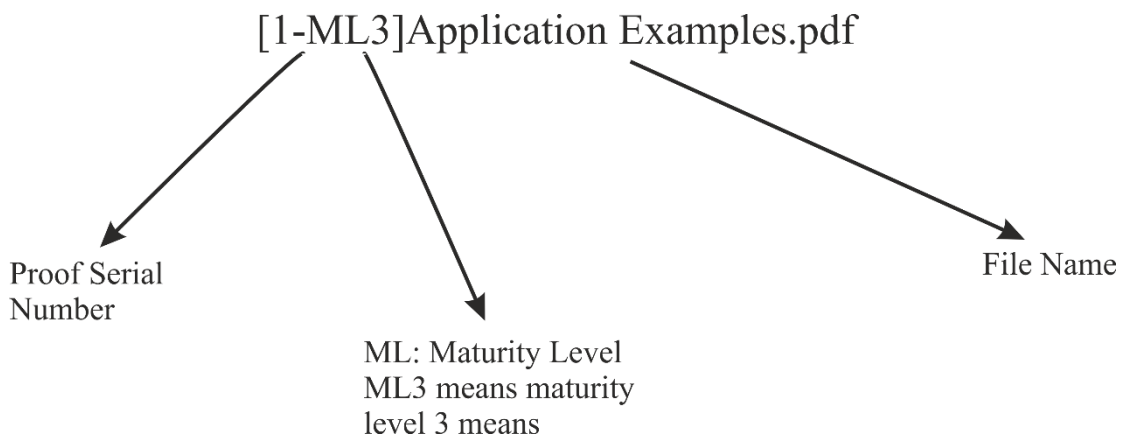 [1-ML3]Application Examples.pdf
Proof Serial
Number
ML: Maturity Level
ML3 means maturity
level 3 means
File Name